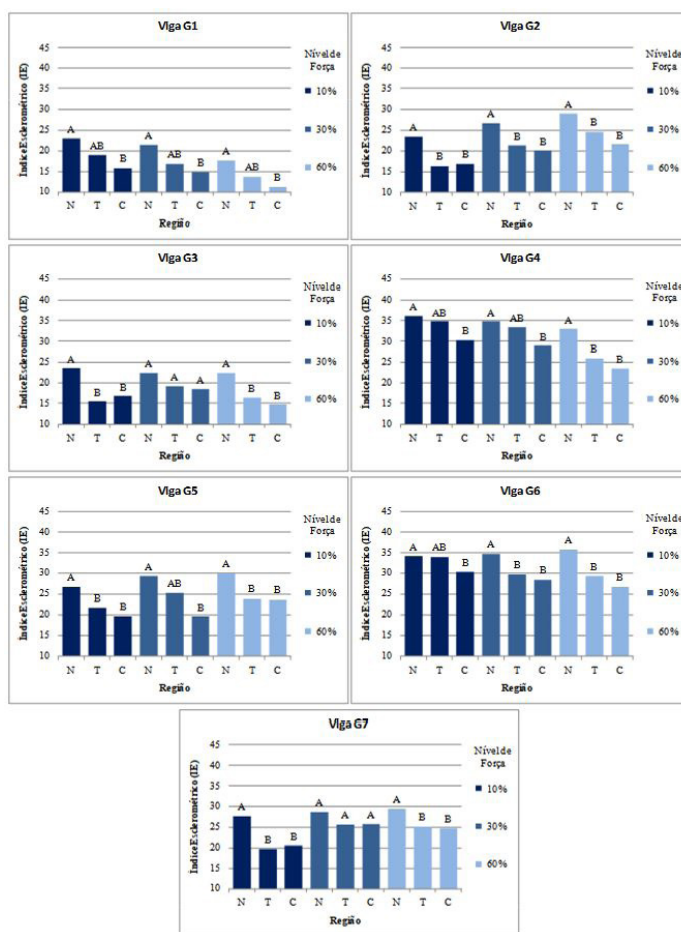 Viga G1
Índice Esclerométrico (IE)
45
40
35
30
25
20
15
10
A AB B A AB B A AB B
N T C N T C N T C
Região
Nível de
Força
10%
30%
60%
Viga G2
Índice Esclerométrico (IE)
45
40
35
30
25
20
15
10
A B B A B B A B B
N T C N T C N T C
Região
Nível de
Força
10%
30%
60%
Viga G3
Índice Esclerométrico (IE)
45
40
35
30
25
20
15
10
A B B A A A A B B
N T C N T C N T C
Região
Nível de
Força
10%
30%
60%
Viga G4
Índice Esclerométrico (IE)
45
40
35
30
25
20
15
10
A AB B A AB B A B B
N T C N T C N T C
Região
Nível de
Força
10%
30%
60%
Viga G5
Índice Esclerométrico (IE)
45
40
35
30
25
20
15
10
A B B A AB B A B B
N T C N T C N T C
Região
Nível de
Força
10%
30%
60%
Viga G6
Índice Esclerométrico (IE)
45
40
35
30
25
20
15
10
A AB B A B B A B B
N T C N T C N T C
Região
Nível de
Força
10%
30%
60%
Viga G7
Índice Esclerométrico (IE)
45
40
35
30
25
20
15
10
A B B A A A A B B
N T C N T C N T C
Região
Nível de
Força
10%
30%
60%